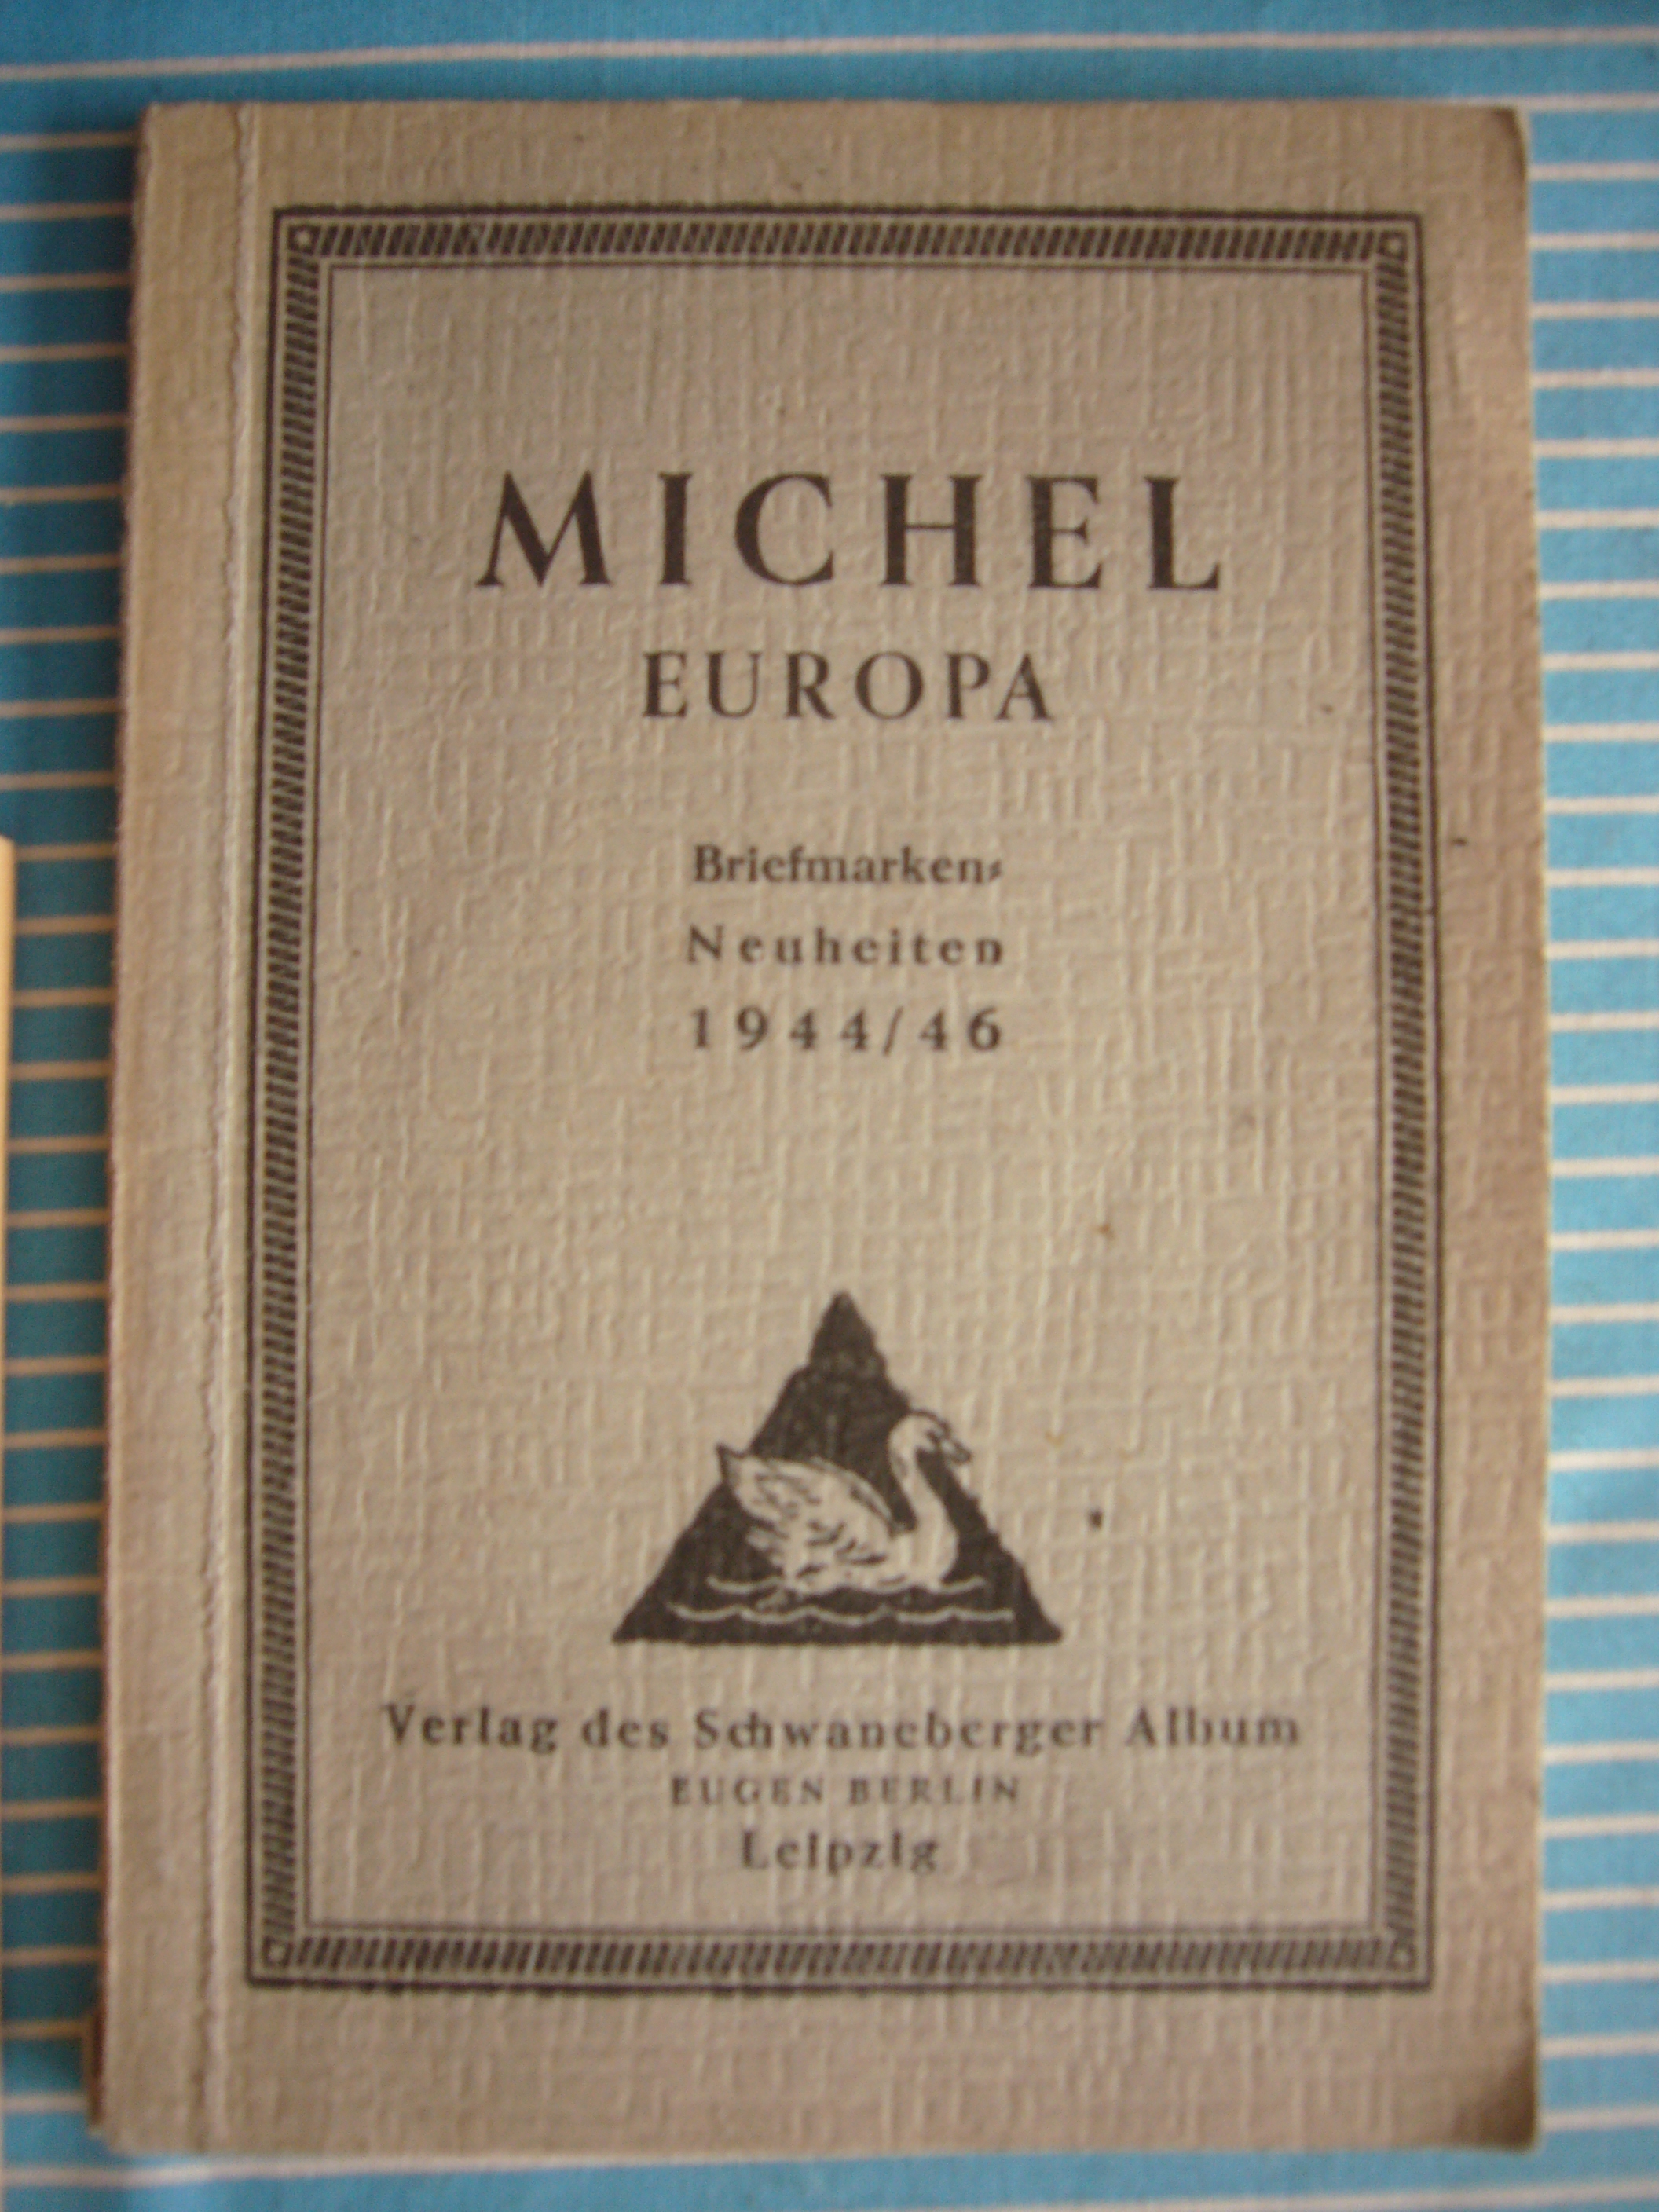 MICHEL
EUROPA
Briefmarken-
Neuheiten
1944/46
Verlag des Schwaneberger Album
EUGEN BERLIN
Leipzig